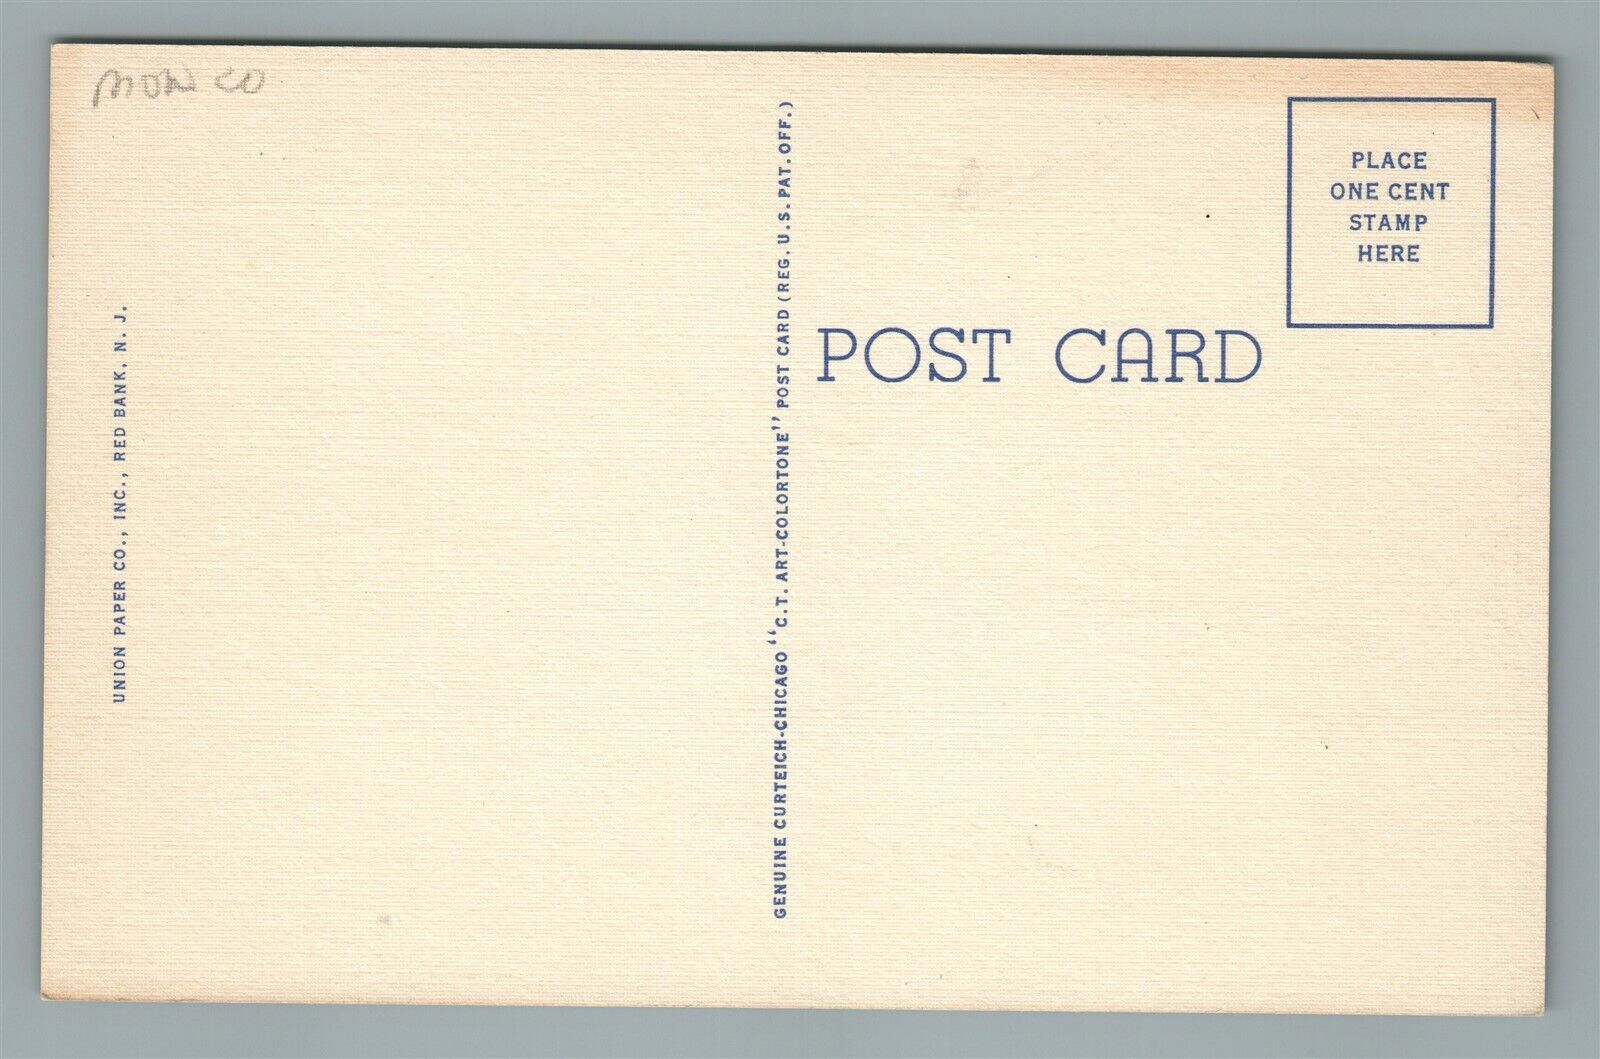 MON CO
UNION PAPER CO., INC., RED BANK, N. J.
GENUINE CURTEICH-CHICAGO "C.T. ART-COLORTONE" POST CARD (REG. U.S. PAT. OFF.)
PLACE
ONE CENT
STAMP
HERE
POST CARD